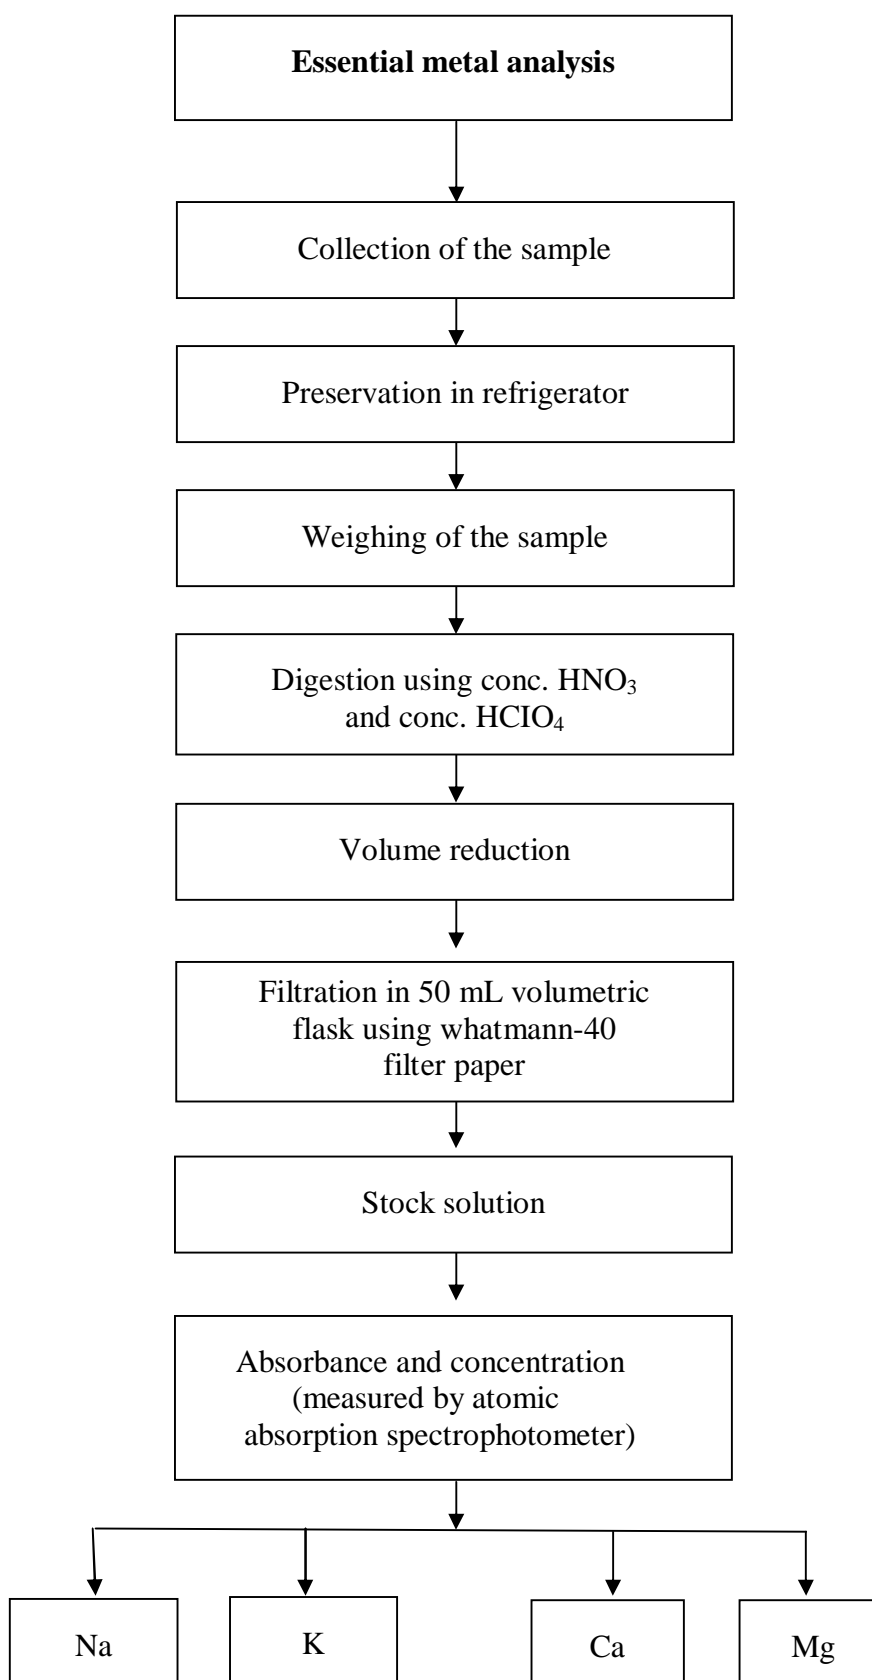 Essential metal analysis
Collection of the sample
Preservation in refrigerator
Weighing of the sample
Digestion using conc. HNO₃
and conc. HCIO₄
Volume reduction
Filtration in 50 mL volumetric
flask using whatmann-40
filter paper
Stock solution
Absorbance and concentration
(measured by atomic
absorption spectrophotometer)
Na
K
Ca
Mg